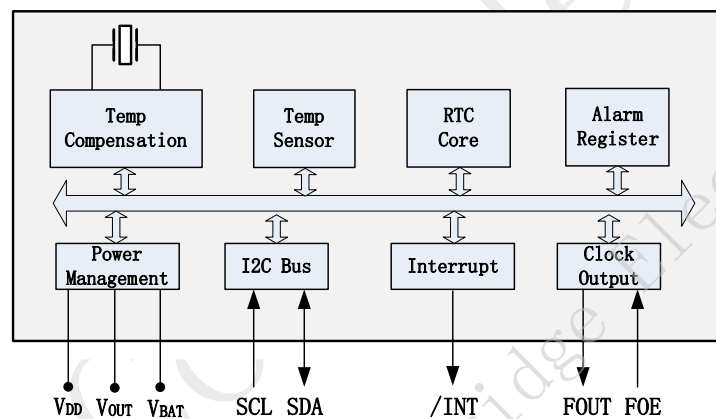 Temp
Compensation
Temp
Sensor
RTC
Core
Alarm
Register
Power
Management
I2C Bus
Interrupt
Clock
Output
VDD VOUT VBAT SCL SDA /INT FOUT FOE